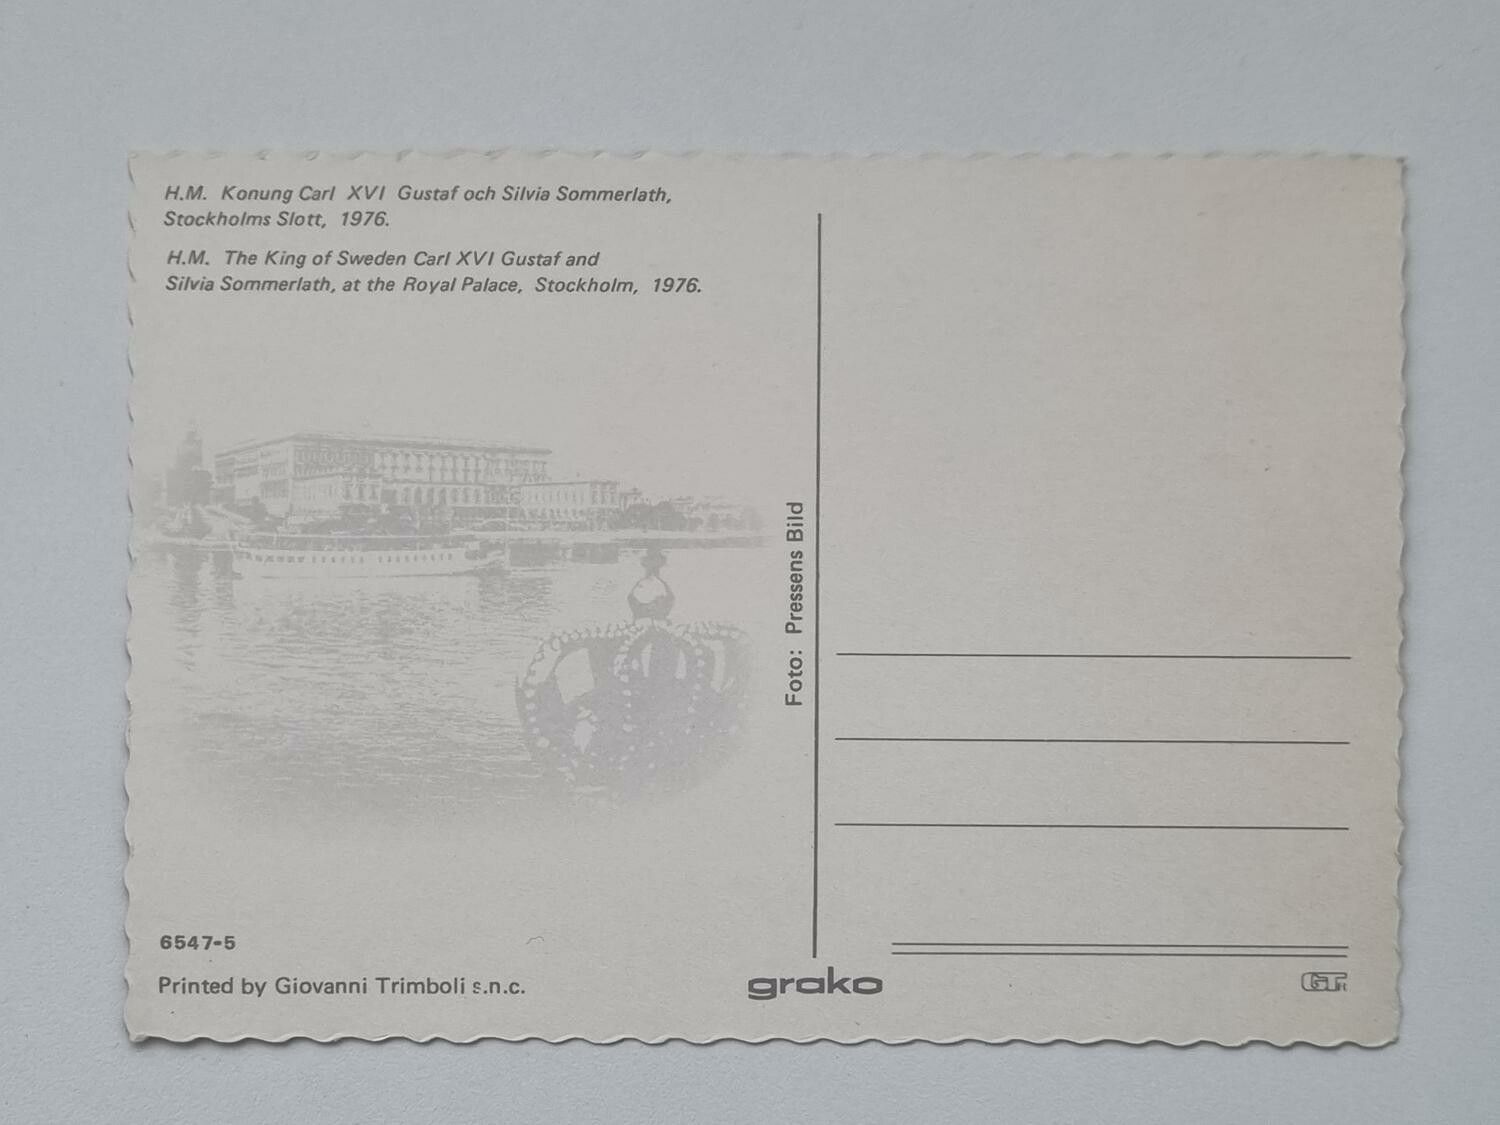 H.M. Konung Carl XVI Gustaf och Silvia Sommerlath,
Stockholms Slott, 1976.
H.M. The King of Sweden Carl XVI Gustaf and
Silvia Sommerlath, at the Royal Palace, Stockholm, 1976.
Foto: Pressens Bild
6547-5
Printed by Giovanni Trimboli s.n.c.
grako
GTR